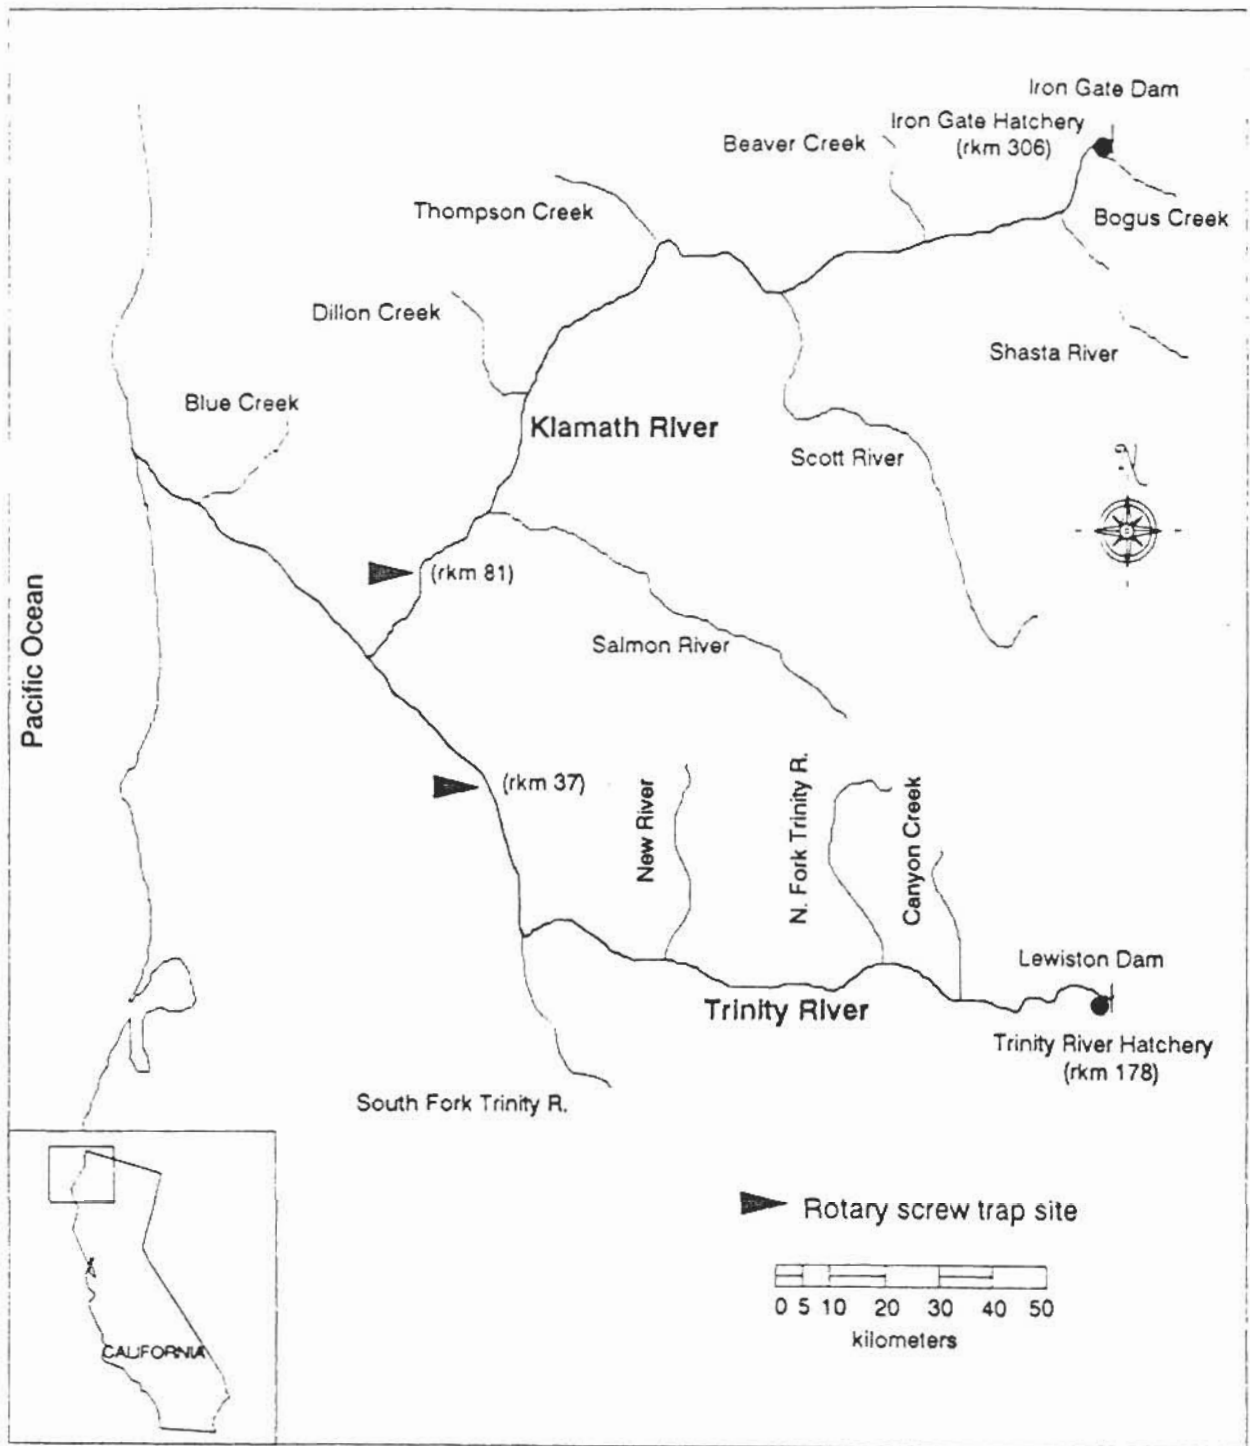 Iron Gate Dam
Iron Gate Hatchery
(rkm 306)
Beaver Creek
Thompson Creek
Bogus Creek
Dillon Creek
Shasta River
Blue Creek
Klamath River
Scott River
(rkm 81)
Salmon River
Pacific Ocean
(rkm 37)
New River
N. Fork Trinity R.
Canyon Creek
Lewiston Dam
Trinity River
Trinity River Hatchery
(rkm 178)
South Fork Trinity R.
Rotary screw trap site
0 5 10 20 30 40 50
kilometers
CALIFORNIA